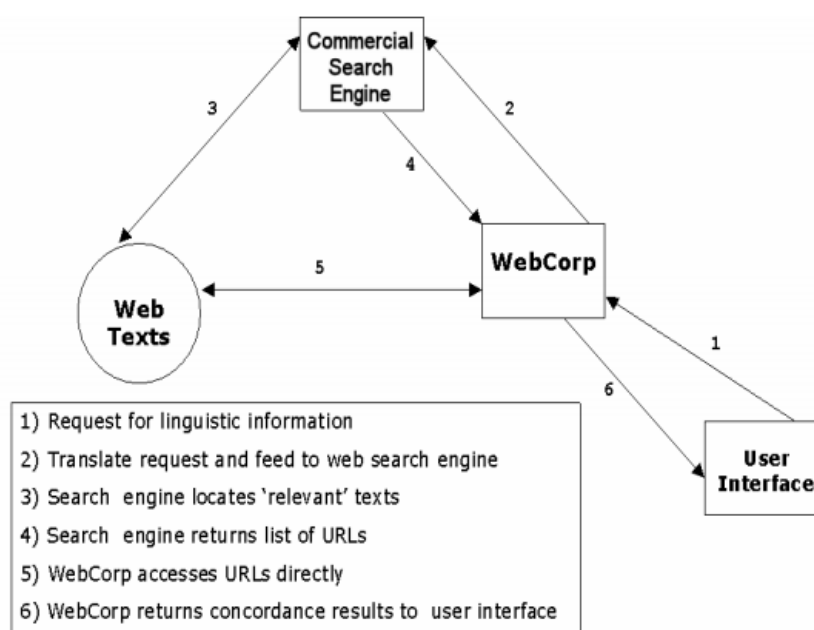 Commercial
Search
Engine
3
2
4
WebCorp
5
Web
Texts
1
6
User
Interface
1) Request for linguistic information
2) Translate request and feed to web search engine
3) Search engine locates 'relevant' texts
4) Search engine returns list of URLs
5) WebCorp accesses URLs directly
6) WebCorp returns concordance results to user interface